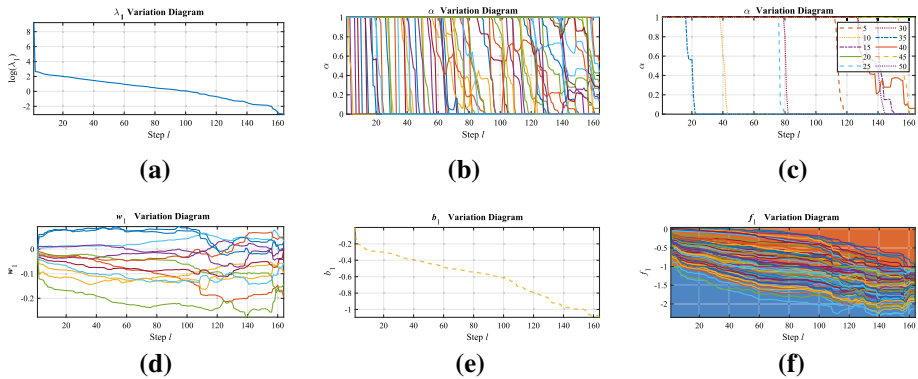 λ₁ Variation Diagram
log(λ₁)
8
6
4
2
0
-2
20 40 60 80 100 120 140 160
Step l
(a)
α Variation Diagram
α
1
0.8
0.6
0.4
0.2
0
20 40 60 80 100 120 140 160
Step l
(b)
α Variation Diagram
α
1
0.8
0.6
0.4
0.2
0
5 30
10 35
15 40
20 45
25 50
20 40 60 80 100 120 140 160
Step l
(c)
w₁ Variation Diagram
w₁
0
-0.1
-0.2
20 40 60 80 100 120 140 160
Step l
(d)
b₁ Variation Diagram
b₁
-0.2
-0.4
-0.6
-0.8
-1
20 40 60 80 100 120 140 160
Step l
(e)
f₁ Variation Diagram
f₁
0
-0.5
-1
-1.5
-2
20 40 60 80 100 120 140 160
Step l
(f)